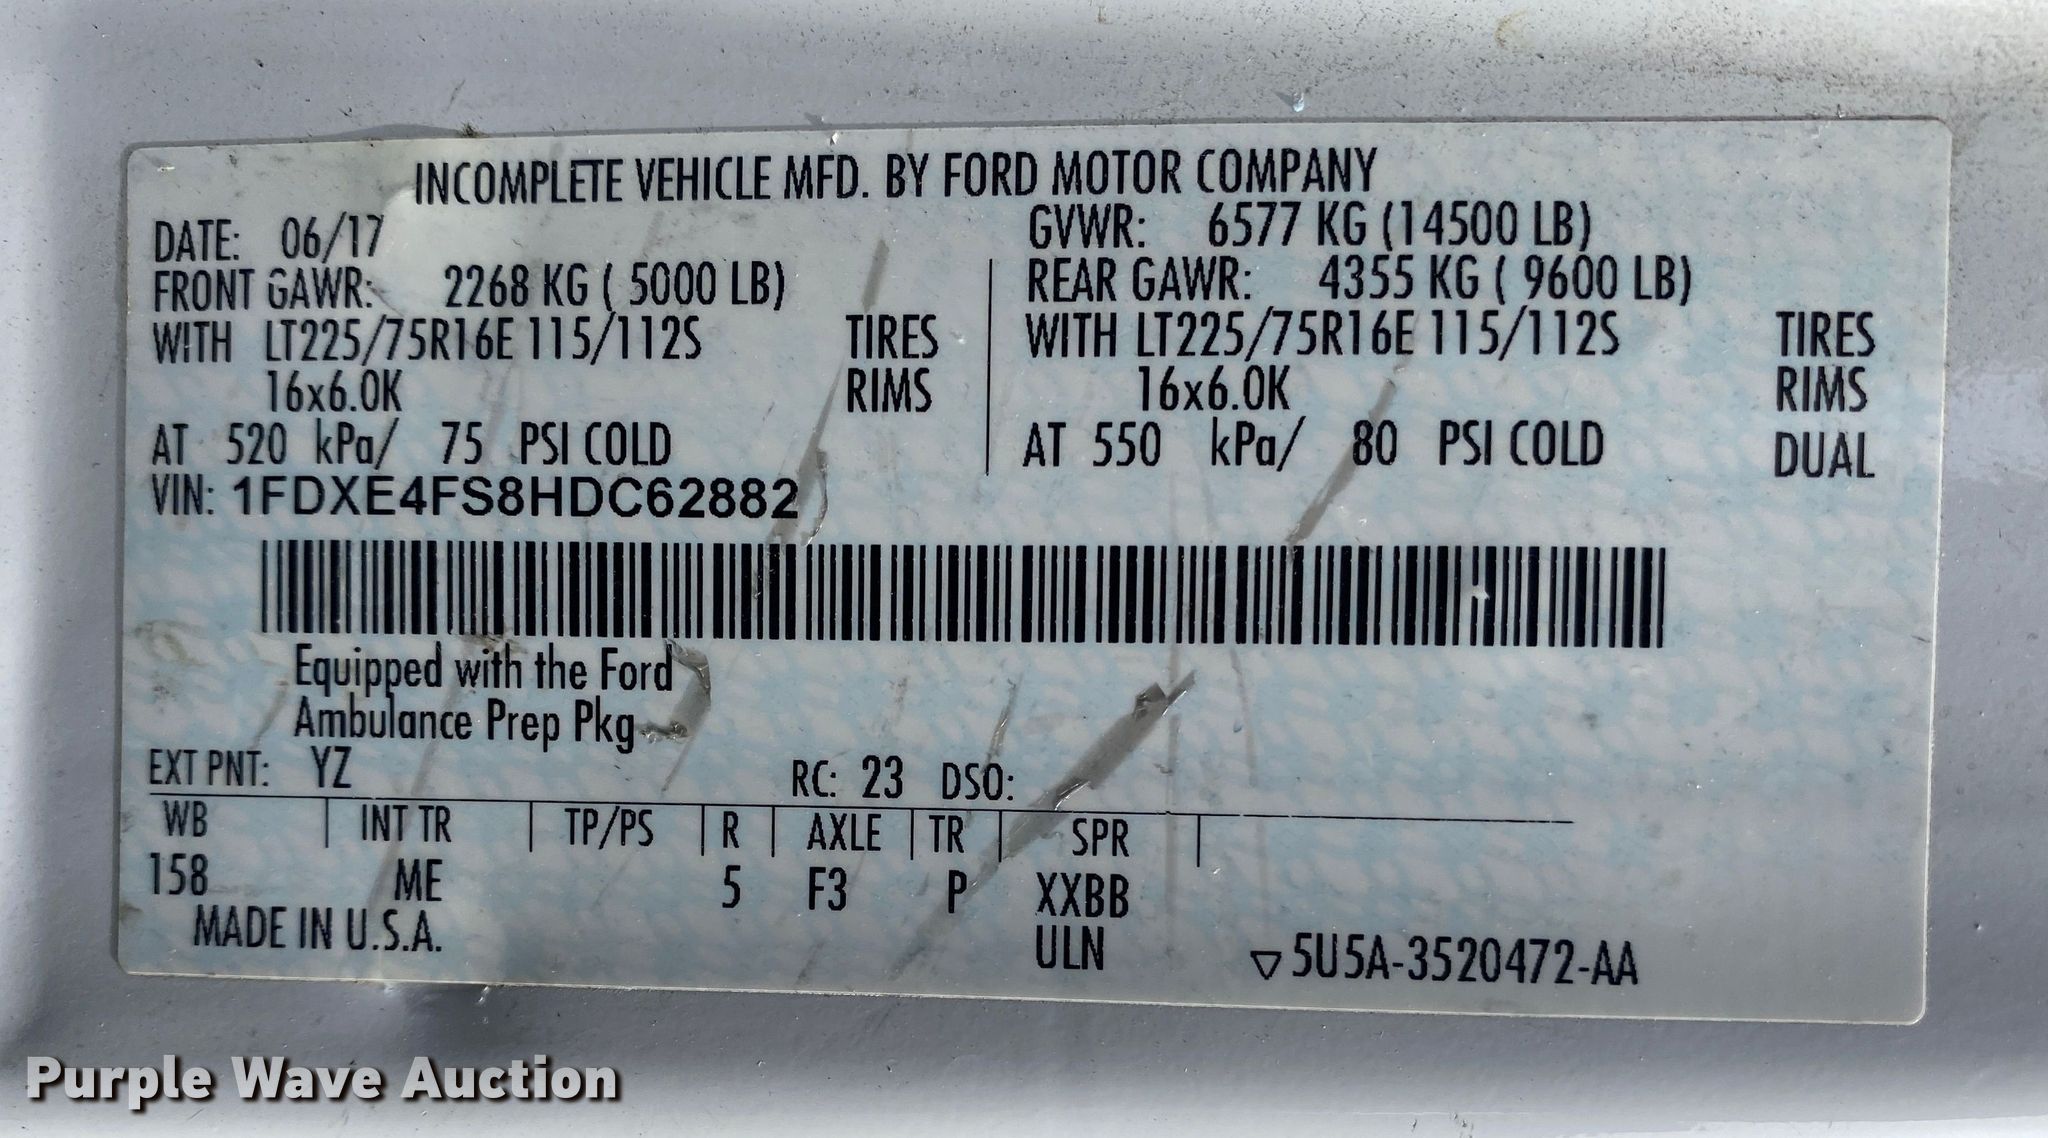 INCOMPLETE VEHICLE MFD. BY FORD MOTOR COMPANY
DATE: 06/17 GVWR: 6577 KG (14500 LB)
FRONT GAWR: 2268 KG ( 5000 LB) REAR GAWR: 4355 KG ( 9600 LB)
WITH LT225/75R16E 115/112S TIRES WITH LT225/75R16E 115/112S TIRES
16x6.0K RIMS 16x6.0K RIMS
AT 520 kPa/ 75 PSI COLD AT 550 kPa/ 80 PSI COLD DUAL
VIN: 1FDXE4FS8HDC62882
Equipped with the Ford
Ambulance Prep Pkg
EXT PNT: YZ RC: 23 DSO:
WB | INT TR | TP/PS | R | AXLE | TR | SPR |
158 ME 5 F3 P XXBB
MADE IN U.S.A. ULN ▽5U5A-3520472-AA
Purple Wave Auction